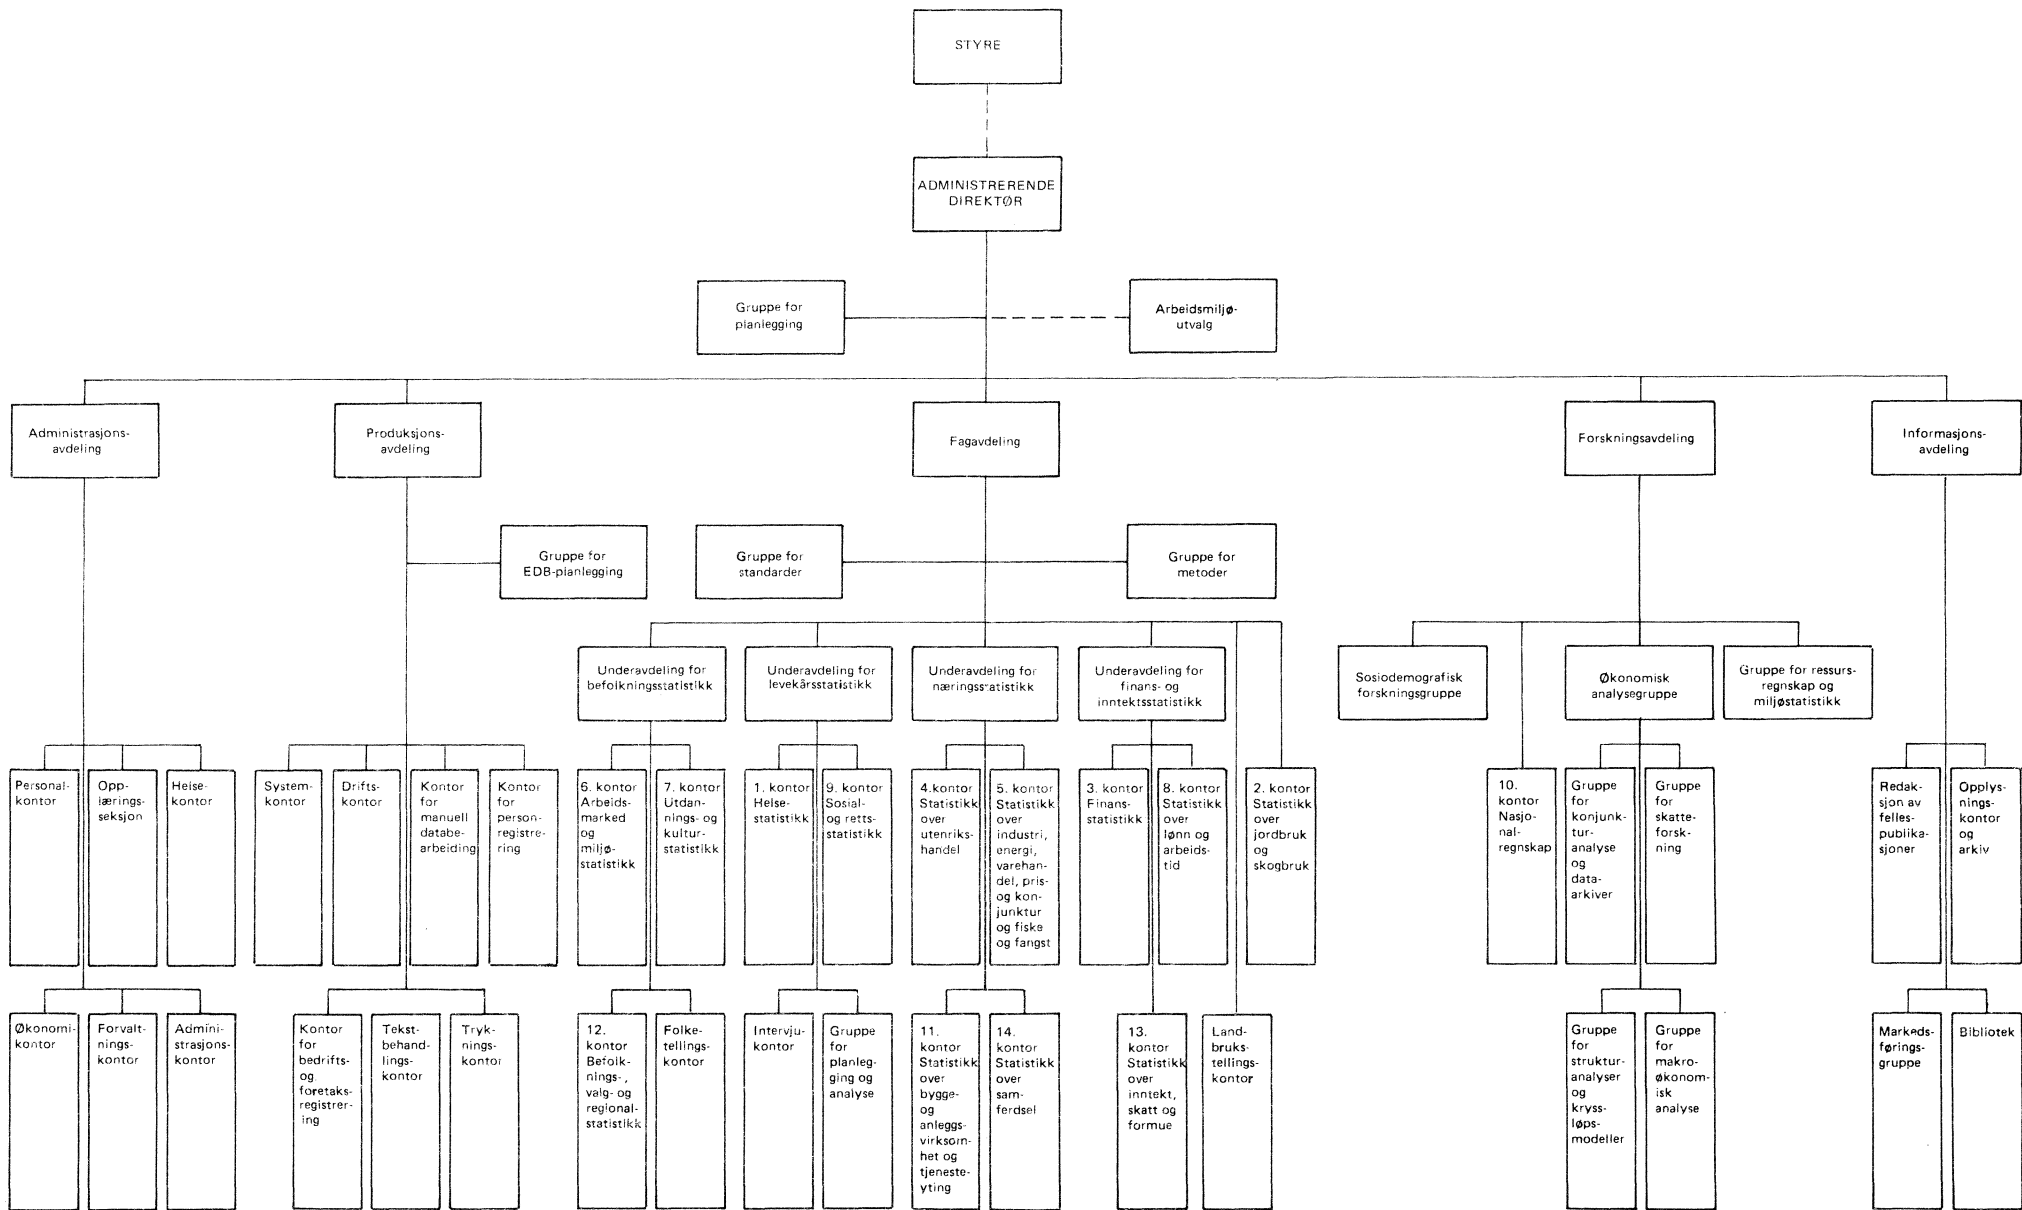 STYRE
ADMINISTRERENDE
DIREKTØR
Gruppe for
planlegging
Arbeidsmiljø-
utvalg
Administrasjons-
avdeling
Produksjons-
avdeling
Fagavdeling
Forskningsavdeling
Informasjons-
avdeling
Gruppe for
EDB-planlegging
Gruppe for
standarder
Gruppe for
metoder
Underavdeling for
befolkningsstatistikk
Underavdeling for
levekårsstatistikk
Underavdeling for
næringsstatistikk
Underavdeling for
finans- og
inntektsstatistikk
Sosiodemografisk
forskningsgruppe
Økonomisk
analysegruppe
Gruppe for ressurs-
regnskap og
miljøstatistikk
Personal-
kontor
Opp-
lærings-
seksjon
Helse-
kontor
System-
kontor
Drifts-
kontor
Kontor
for
manuell
databe-
arbeiding
Kontor
for
person-
registre-
ring
6. kontor
Arbeids-
marked
og
miljø-
statistikk
7. kontor
Utdan-
nings- og
kultur-
statistikk
1. kontor
Helse-
statistikk
9. kontor
Sosial-
og retts-
statistikk
4.kontor
Statistikk
over
utenriks-
handel
5. kontor
Statistikk
over
industri,
energi,
varehan-
del, pris-
og kon-
junktur
og fiske
og fangst
3. kontor
Finans-
statistikk
8. kontor
Statistikk
over
lønn og
arbeids-
tid
2. kontor
Statistikk
over
jordbruk
og
skogbruk
10.
kontor
Nasjo-
nal-
regnskap
Gruppe
for
konjunk-
tur-
analyse
og
data-
arkiver
Gruppe
for
skatte-
forsk-
ning
Redak-
sjon av
felles-
publika-
sjoner
Opplys-
nings-
kontor
og
arkiv
Økonomi-
kontor
Forvalt-
nings-
kontor
Admini-
strasjons-
kontor
Kontor
for
bedrifts-
og
foretaks-
registrer-
ing
Tekst-
behand-
lings-
kontor
Tryk-
nings-
kontor
12.
kontor
Befolk-
nings-,
valg- og
regional-
statistikk
Folke-
tellings-
kontor
Intervju-
kontor
Gruppe
for
planleg-
ging og
analyse
11.
kontor
Statistikk
over
bygge-
og
anleggs-
virksom-
het og
tjeneste-
yting
14.
kontor
Statistikk
over
sam-
ferdsel
13.
kontor
Statistikk
over
inntekt,
skatt og
formue
Land-
bruks-
tellings-
kontor
Gruppe
for
struktur-
analyser
og
kryss-
løps-
modeller
Gruppe
for
makro-
økonom-
isk
analyse
Markeds-
førings-
gruppe
Bibliotek